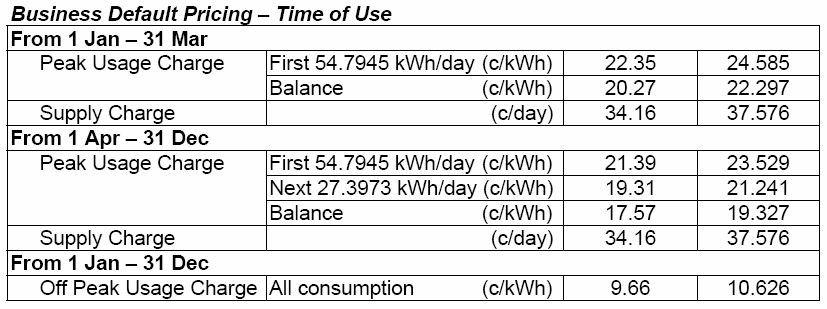 Business Default Pricing – Time of Use
From 1 Jan – 31 Mar
Peak Usage Charge First 54.7945 kWh/day (c/kWh) 22.35 24.585
Balance (c/kWh) 20.27 22.297
Supply Charge (c/day) 34.16 37.576
From 1 Apr – 31 Dec
Peak Usage Charge First 54.7945 kWh/day (c/kWh) 21.39 23.529
Next 27.3973 kWh/day (c/kWh) 19.31 21.241
Balance (c/kWh) 17.57 19.327
Supply Charge (c/day) 34.16 37.576
From 1 Jan – 31 Dec
Off Peak Usage Charge All consumption (c/kWh) 9.66 10.626